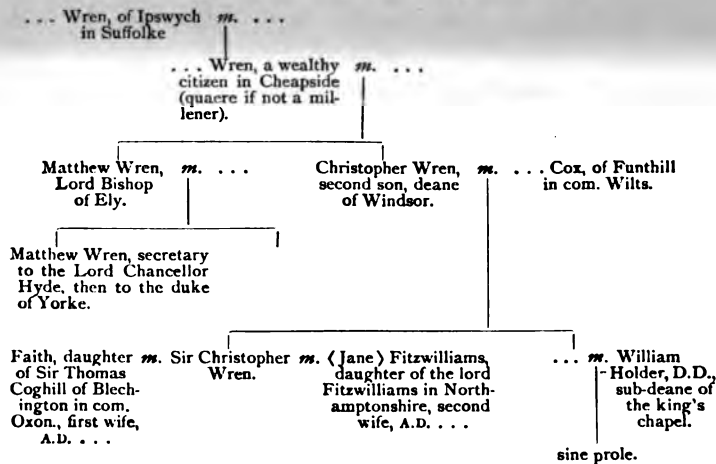 . . . Wren, of Ipswych m. . . .
in Suffolke
. . . Wren, a wealthy m. . . .
citizen in Cheapside
(quaere if not a mil-
lener).
Matthew Wren, m. . . .
Lord Bishop
of Ely.
Christopher Wren, m. . . . Cox, of Funthill
second son, deane in com. Wilts.
of Windsor.
Matthew Wren, secretary
to the Lord Chancellor
Hyde, then to the duke
of Yorke.
Faith, daughter m. Sir Christopher m. ⟨Jane⟩ Fitzwilliams,
of Sir Thomas Wren. daughter of the lord
Coghill of Blech- Fitzwilliams in North-
ington in com. amptonshire, second
Oxon., first wife, wife, A.D. . . .
A.D. . . .
. . . m. William
Holder, D.D.,
sub-deane of
the king's
chapel.
sine prole.